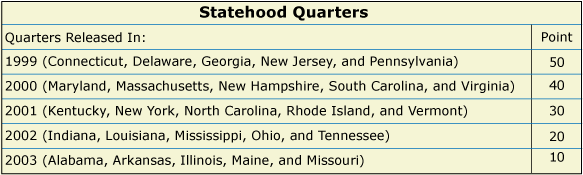 Statehood Quarters
Quarters Released In: Point
1999 (Connecticut, Delaware, Georgia, New Jersey, and Pennsylvania) 50
2000 (Maryland, Massachusetts, New Hampshire, South Carolina, and Virginia) 40
2001 (Kentucky, New York, North Carolina, Rhode Island, and Vermont) 30
2002 (Indiana, Louisiana, Mississippi, Ohio, and Tennessee) 20
2003 (Alabama, Arkansas, Illinois, Maine, and Missouri) 10